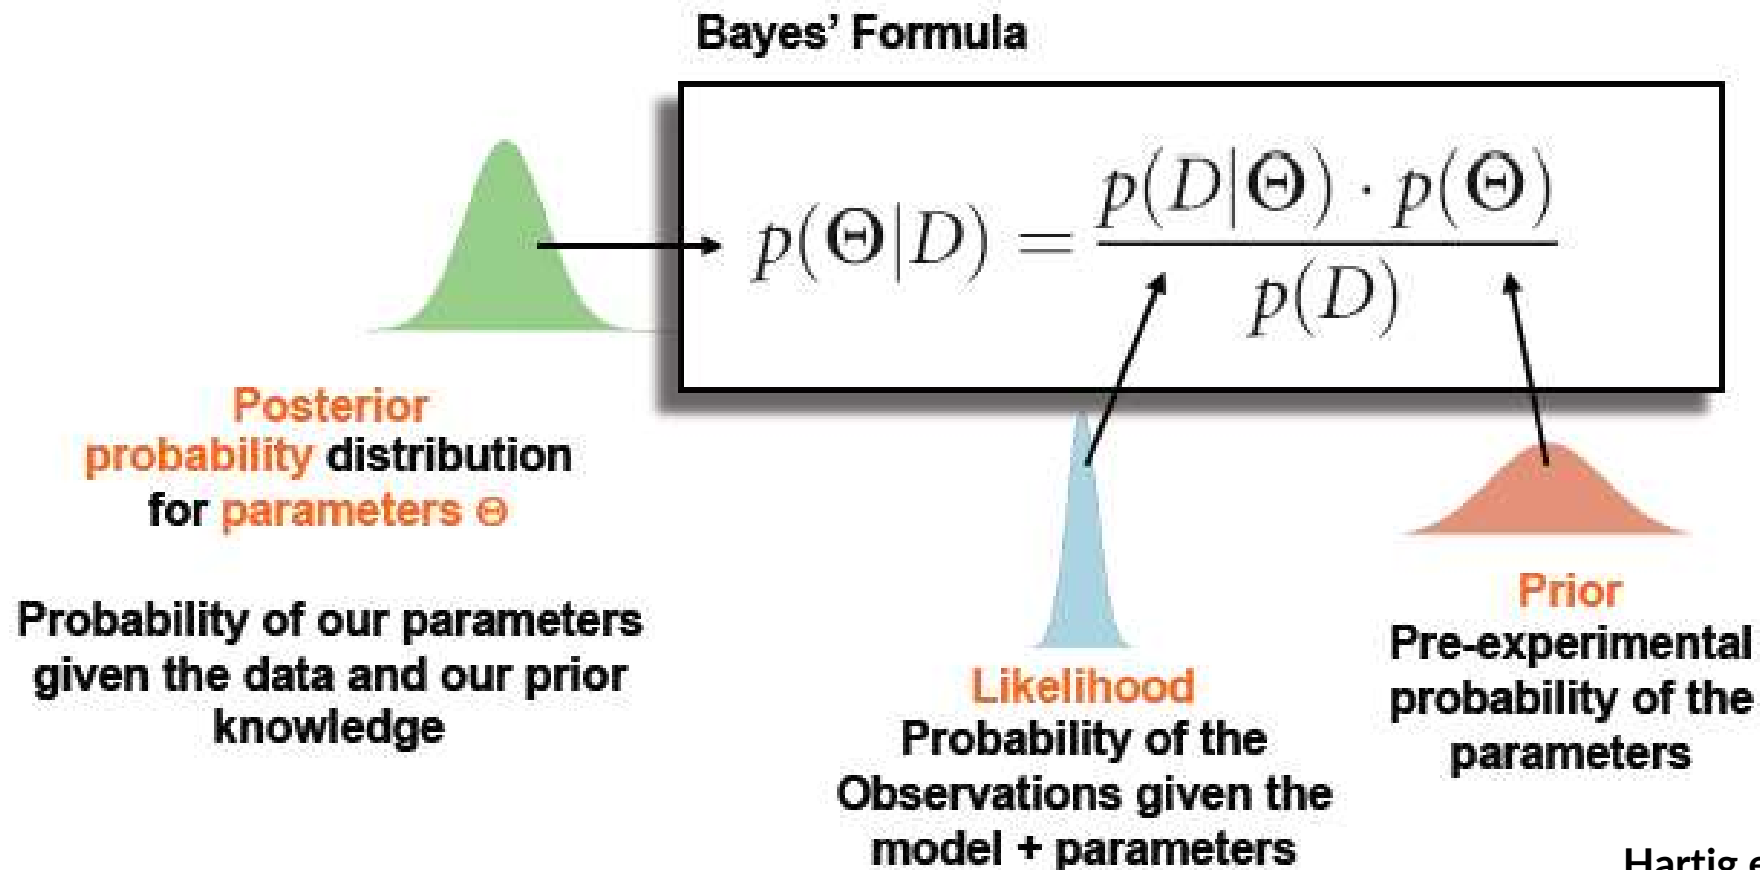 Bayes' Formula
p(Θ|D) = p(D|Θ) · p(Θ) / p(D)
Posterior
probability distribution
for parameters Θ
Probability of our parameters
given the data and our prior
knowledge
Likelihood
Probability of the
Observations given the
model + parameters
Prior
Pre-experimental
probability of the
parameters
Hartig e